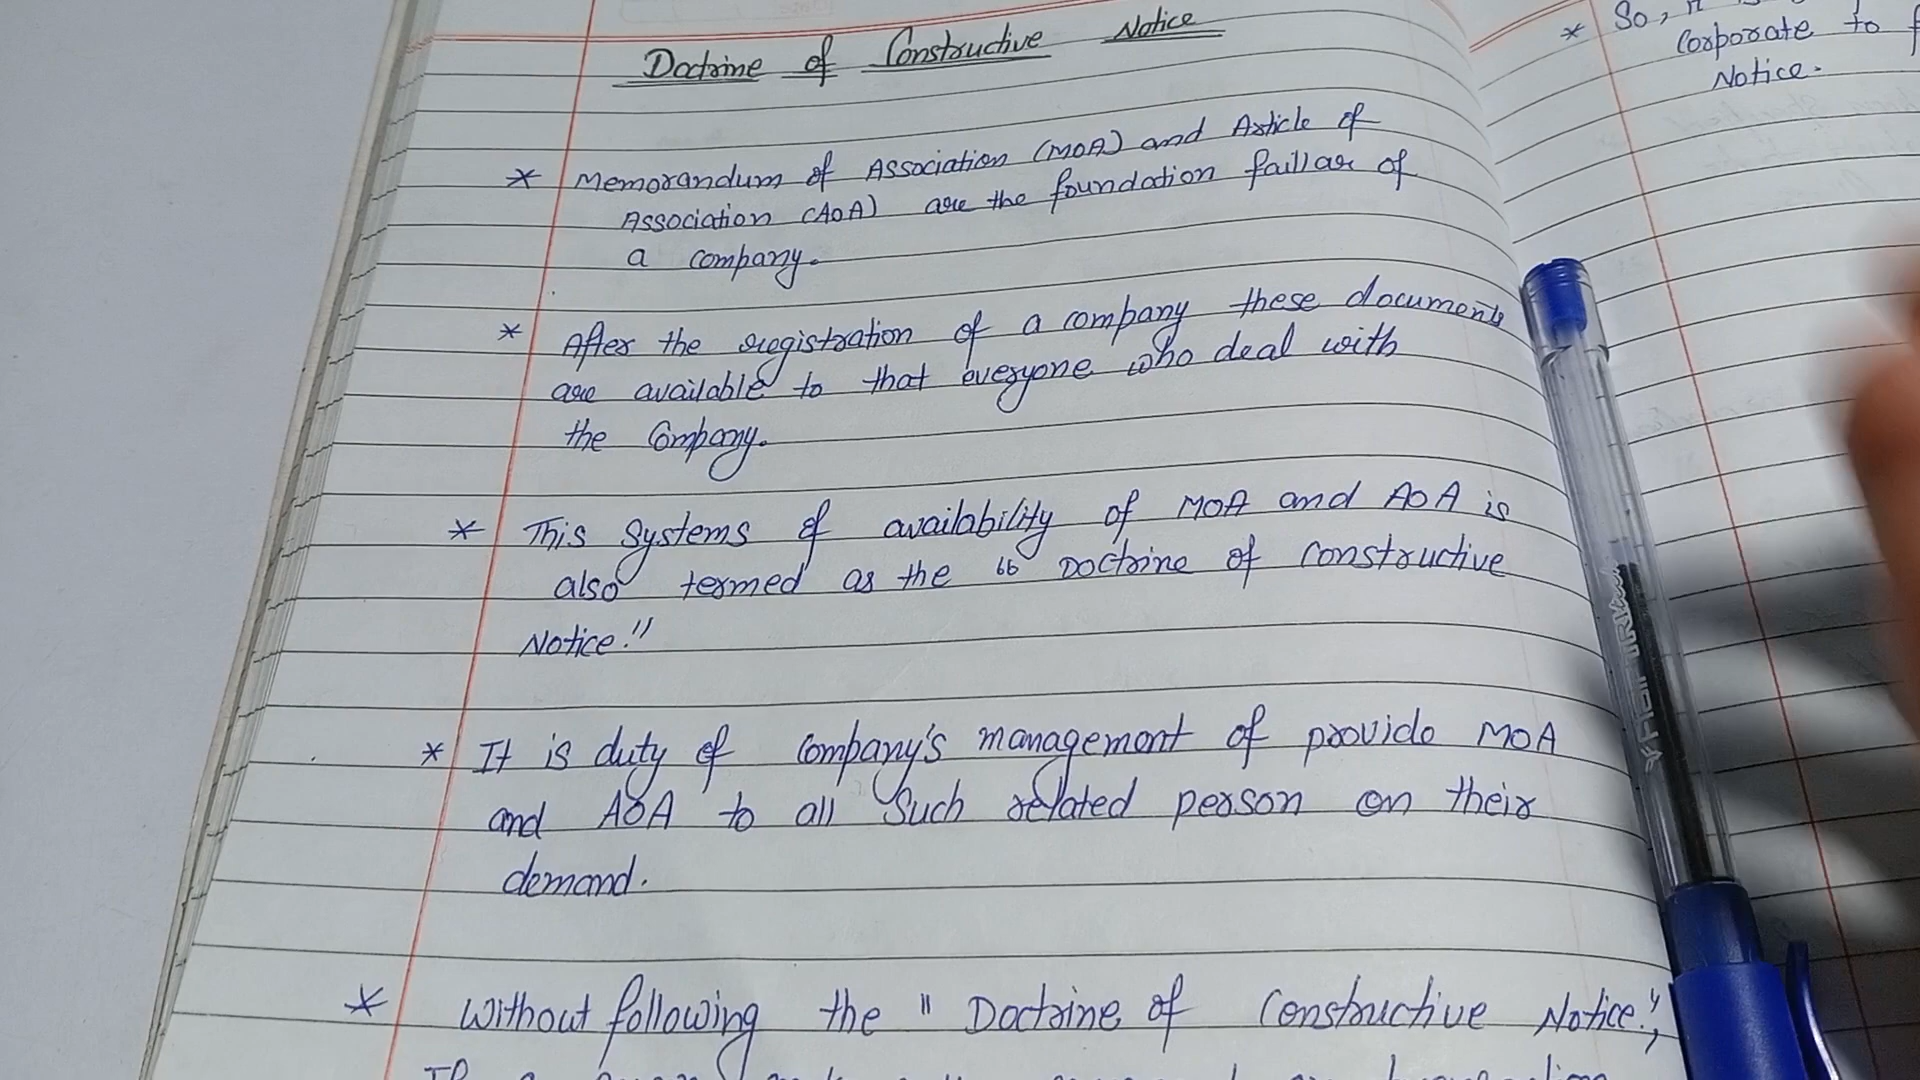 Doctrine of Constructive Notice
* Memorandum of Association (MOA) and Article of
Association (AOA) are the foundation faillar of
a company.
* After the registration of a company these documents
are available to that everyone who deal with
the Company.
* This systems of availability of MOA and AOA is
also termed as the “ Doctrine of constructive
Notice."
* It is duty of company's management of provide MOA
and AOA to all such related person on their
demand.
* Without following the " Doctrine of Constructive Notice.",
* So, it is
Corporate to
Notice.